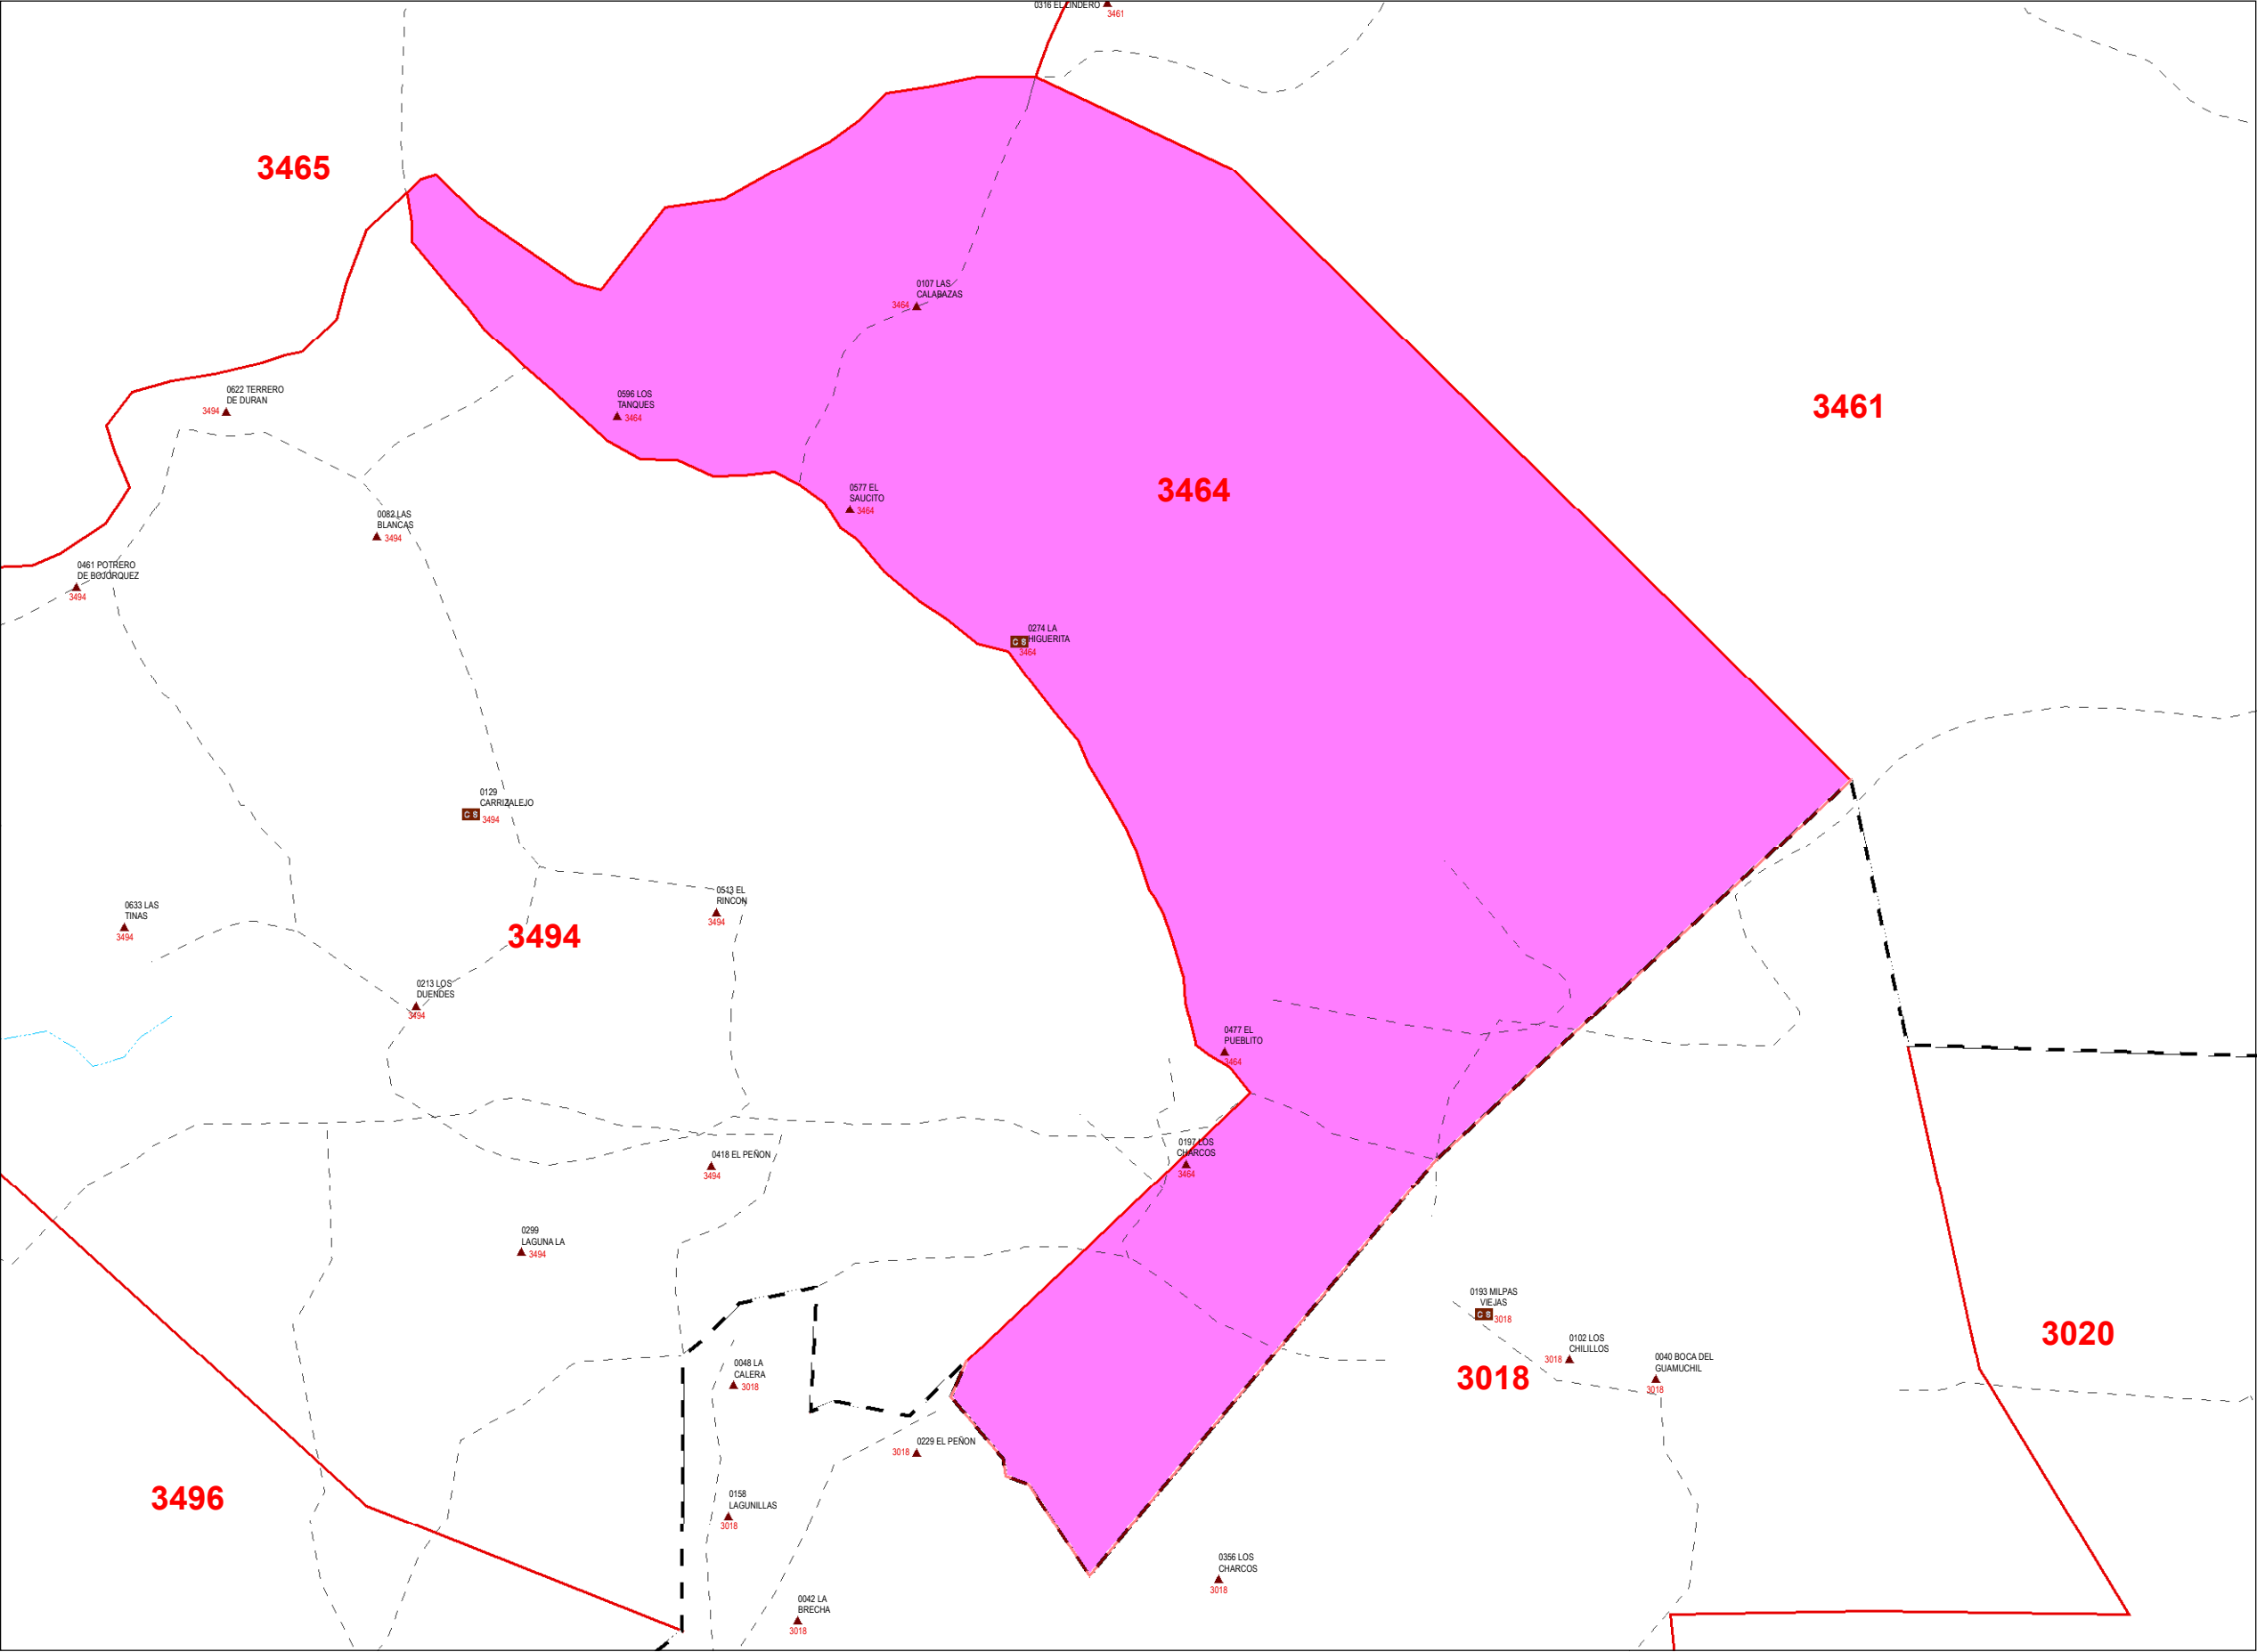 0316 EL LINDERO
3461
3465
0107 LAS
CALABAZAS
3464
0622 TERRERO
DE DURAN
3494
0596 LOS
TANQUES
3464
3461
3464
0577 EL
SAUCITO
3464
0082 LAS
BLANCAS
3494
0461 POTRERO
DE BOJORQUEZ
3494
0274 LA
HIGUERITA
C S
3464
0129
CARRIZALEJO
C S
3494
0513 EL
RINCON
3494
0633 LAS
TINAS
3494
3494
0213 LOS
DUENDES
3494
0477 EL
PUEBLITO
3464
0197 LOS
CHARCOS
3464
0418 EL PEÑON
3494
0299
LAGUNA LA
3494
0193 MILPAS
VIEJAS
C S
3018
0102 LOS
CHILILLOS
3018
3020
0048 LA
CALERA
3018
0040 BOCA DEL
GUAMUCHIL
3018
3018
0229 EL PEÑON
3018
3496
0158
LAGUNILLAS
3018
0356 LOS
CHARCOS
3018
0042 LA
BRECHA
3018